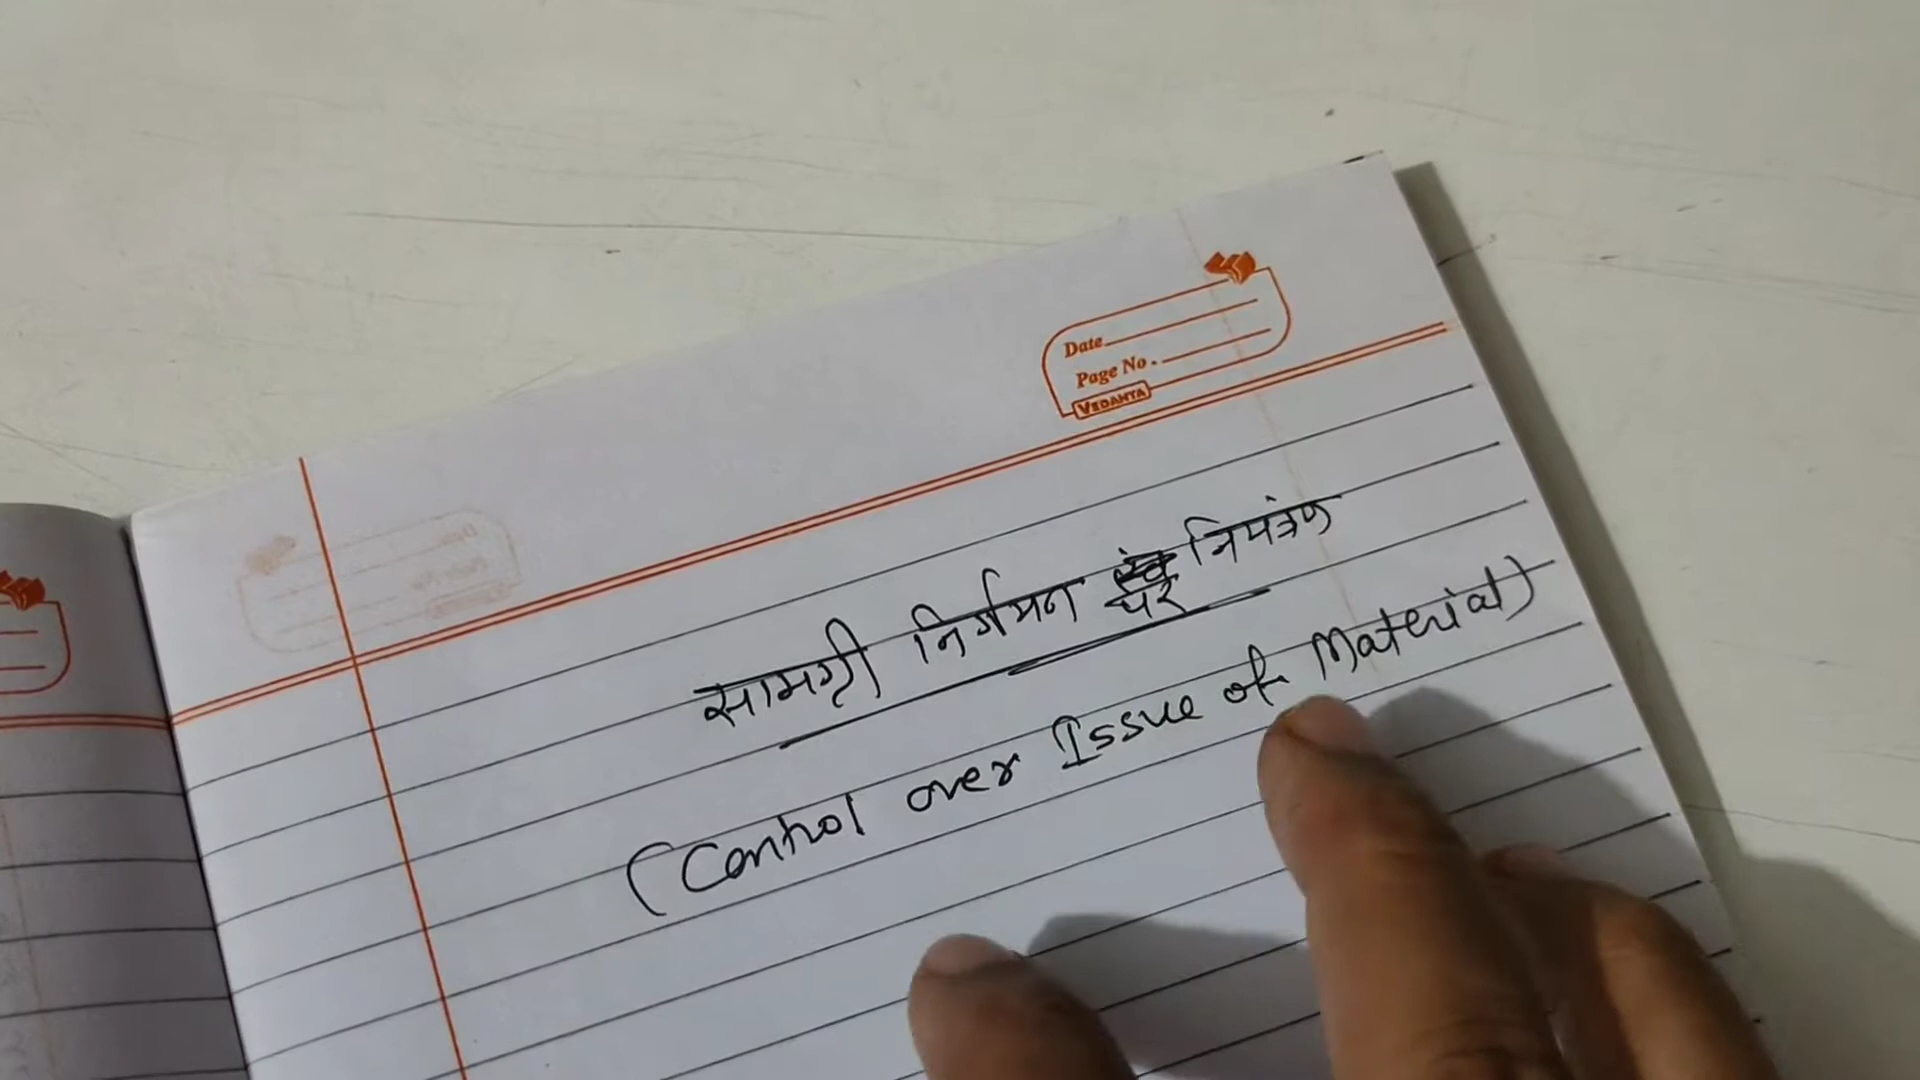 Date
Page No.
VEDANTA
सामग्री निर्गमन पर नियंत्रण
(Control over Issue of Material)